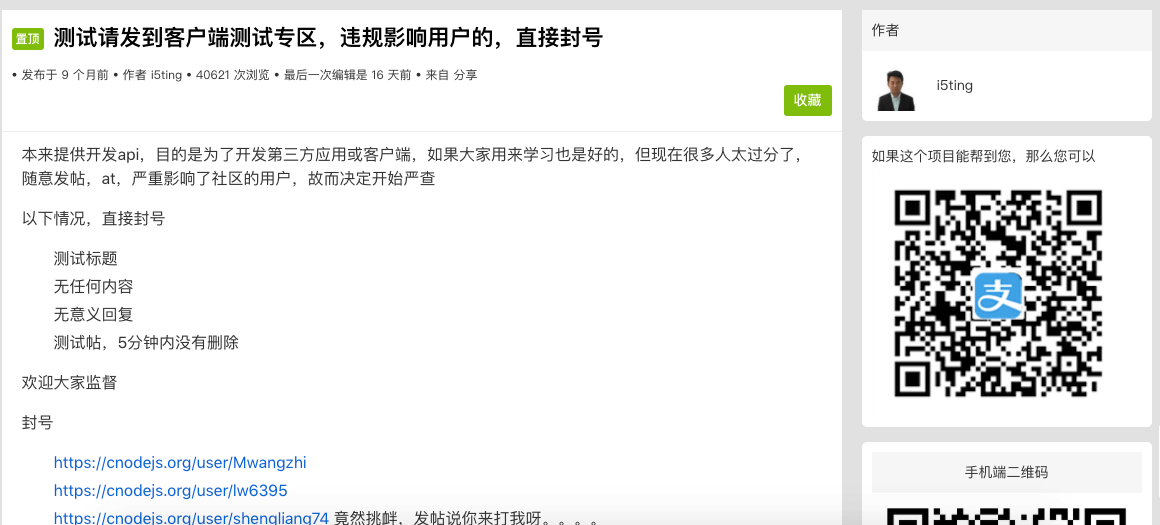 置顶 测试请发到客户端测试专区，违规影响用户的，直接封号
• 发布于 9 个月前 • 作者 i5ting • 40621 次浏览 • 最后一次编辑是 16 天前 • 来自 分享
收藏
本来提供开发api，目的是为了开发第三方应用或客户端，如果大家用来学习也是好的，但现在很多人太过分了，
随意发帖，at，严重影响了社区的用户，故而决定开始严查
以下情况，直接封号
测试标题
无任何内容
无意义回复
测试帖，5分钟内没有删除
欢迎大家监督
封号
https://cnodejs.org/user/Mwangzhi
https://cnodejs.org/user/lw6395
https://cnodejs.org/user/shengliang74 竟然挑衅，发帖说你来打我呀。。。。
作者
i5ting
如果这个项目能帮到您，那么您可以
支
手机端二维码